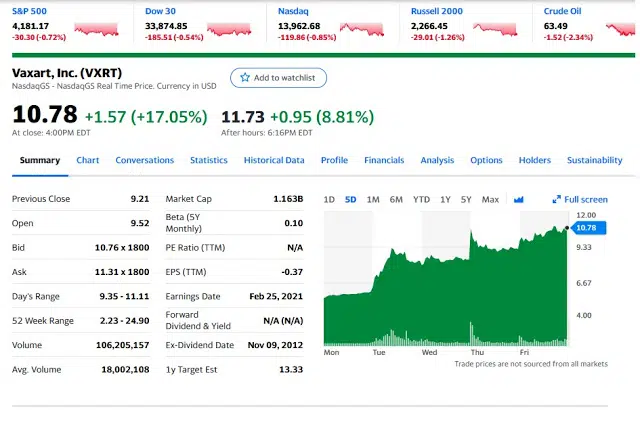 S&P 500
4,181.17
-30.30 (-0.72%)
Dow 30
33,874.85
-185.51 (-0.54%)
Nasdaq
13,962.68
-119.86 (-0.85%)
Russell 2000
2,266.45
-29.01 (-1.26%)
Crude Oil
63.49
-1.52 (-2.34%)
Vaxart, Inc. (VXRT)
NasdaqGS - NasdaqGS Real Time Price. Currency in USD
Add to watchlist
10.78 +1.57 (+17.05%)
At close: 4:00PM EDT
11.73 +0.95 (8.81%)
After hours: 6:16PM EDT
Summary Chart Conversations Statistics Historical Data Profile Financials Analysis Options Holders Sustainability
Previous Close 9.21
Open 9.52
Bid 10.76 x 1800
Ask 11.31 x 1800
Day's Range 9.35 - 11.11
52 Week Range 2.23 - 24.90
Volume 106,205,157
Avg. Volume 18,002,108
Market Cap 1.163B
Beta (5Y
Monthly) 0.10
PE Ratio (TTM) N/A
EPS (TTM) -0.37
Earnings Date Feb 25, 2021
Forward
Dividend & Yield N/A (N/A)
Ex-Dividend Date Nov 09, 2012
1y Target Est 13.33
1D 5D 1M 6M YTD 1Y 5Y Max
Full screen
12.00
10.78
9.33
6.67
4.00
Mon Tue Wed Thu Fri
Trade prices are not sourced from all markets